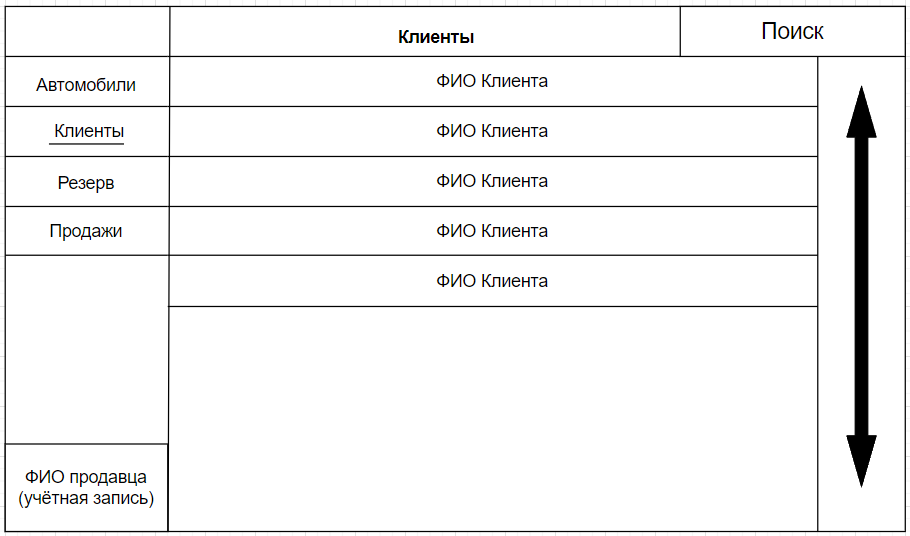 Клиенты
Поиск
Автомобили
ФИО Клиента
Клиенты
ФИО Клиента
Резерв
ФИО Клиента
Продажи
ФИО Клиента
ФИО Клиента
ФИО продавца
(учётная запись)